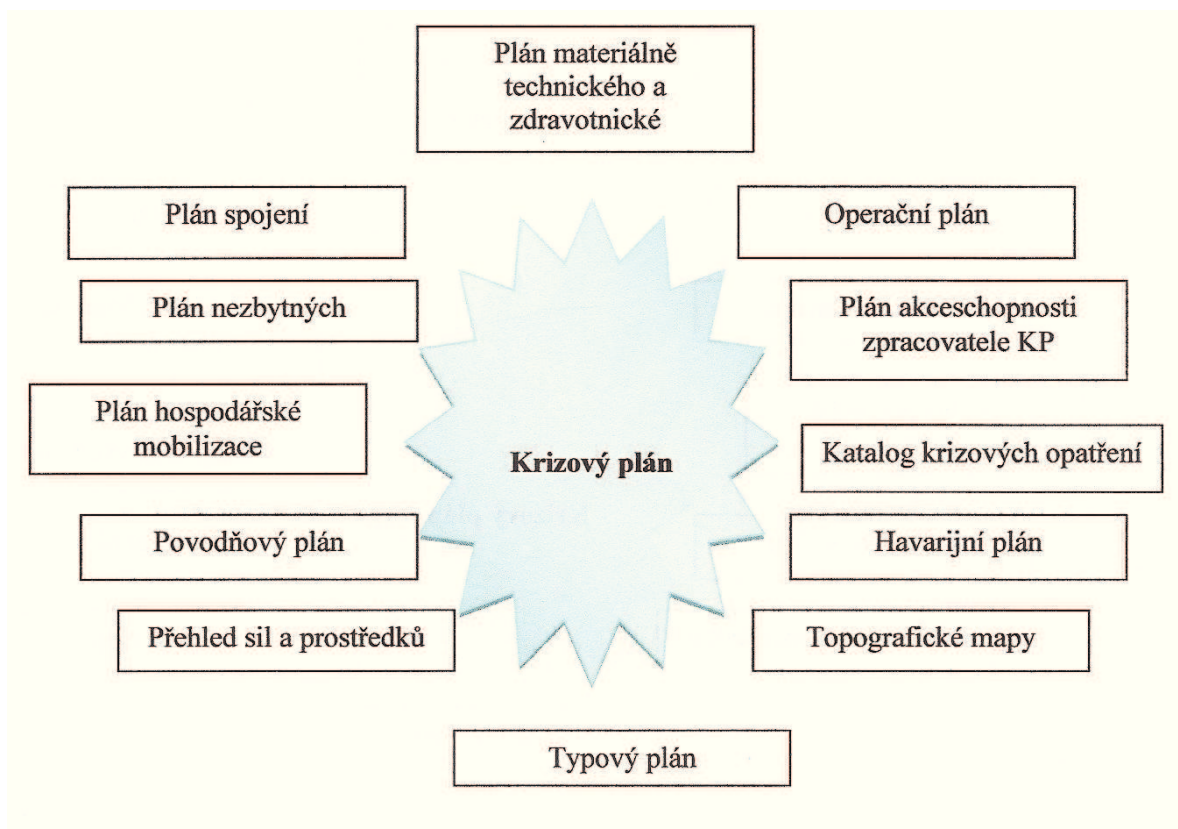 Plán materiálně
technického a
zdravotnické
Plán spojení
Operační plán
Plán nezbytných
Plán akceschopnosti
zpracovatele KP
Plán hospodářské
mobilizace
Krizový plán
Katalog krizových opatření
Povodňový plán
Havarijní plán
Přehled sil a prostředků
Topografické mapy
Typový plán